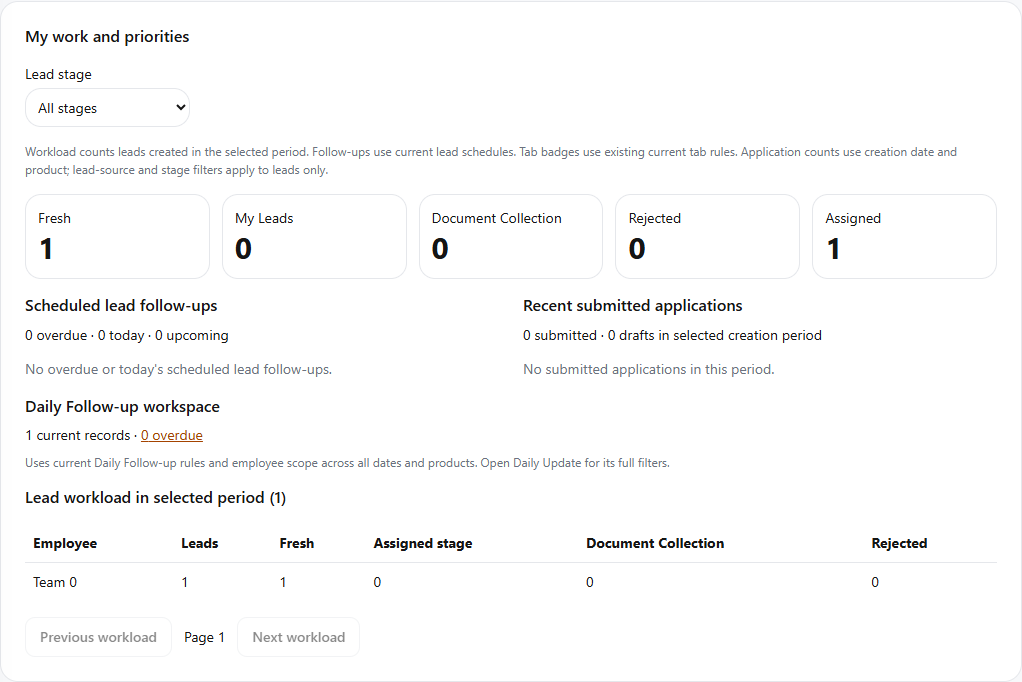 My work and priorities
Lead stage
All stages
Workload counts leads created in the selected period. Follow-ups use current lead schedules. Tab badges use existing current tab rules. Application counts use creation date and
product; lead-source and stage filters apply to leads only.
Fresh
1
My Leads
0
Document Collection
0
Rejected
0
Assigned
1
Scheduled lead follow-ups
0 overdue · 0 today · 0 upcoming
No overdue or today's scheduled lead follow-ups.
Recent submitted applications
0 submitted · 0 drafts in selected creation period
No submitted applications in this period.
Daily Follow-up workspace
1 current records · 0 overdue
Uses current Daily Follow-up rules and employee scope across all dates and products. Open Daily Update for its full filters.
Lead workload in selected period (1)
Employee Leads Fresh Assigned stage Document Collection Rejected
Team 0 1 1 0 0 0
Previous workload Page 1 Next workload